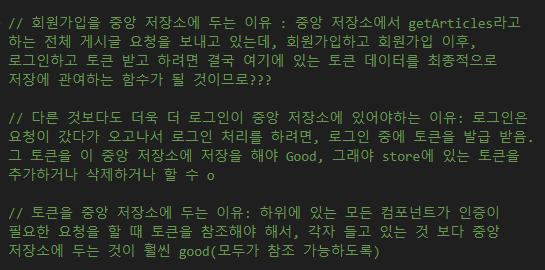 // 회원가입을 중앙 저장소에 두는 이유 : 중앙 저장소에서 getArticles라고
하는 전체 게시글 요청을 보내고 있는데, 회원가입하고 회원가입 이후,
로그인하고 토큰 받고 하려면 결국 여기에 있는 토큰 데이터를 최종적으로
저장에 관여하는 함수가 될 것이므로???
// 다른 것보다도 더욱 더 로그인이 중앙 저장소에 있어야하는 이유: 로그인은
요청이 갔다가 오고나서 로그인 처리를 하려면, 로그인 중에 토큰을 발급 받음.
그 토큰을 이 중앙 저장소에 저장을 해야 Good, 그래야 store에 있는 토큰을
추가하거나 삭제하거나 할 수 o
// 토큰을 중앙 저장소에 두는 이유: 하위에 있는 모든 컴포넌트가 인증이
필요한 요청을 할 때 토큰을 참조해야 해서, 각자 들고 있는 것 보다 중앙
저장소에 두는 것이 훨씬 good(모두가 참조 가능하도록)